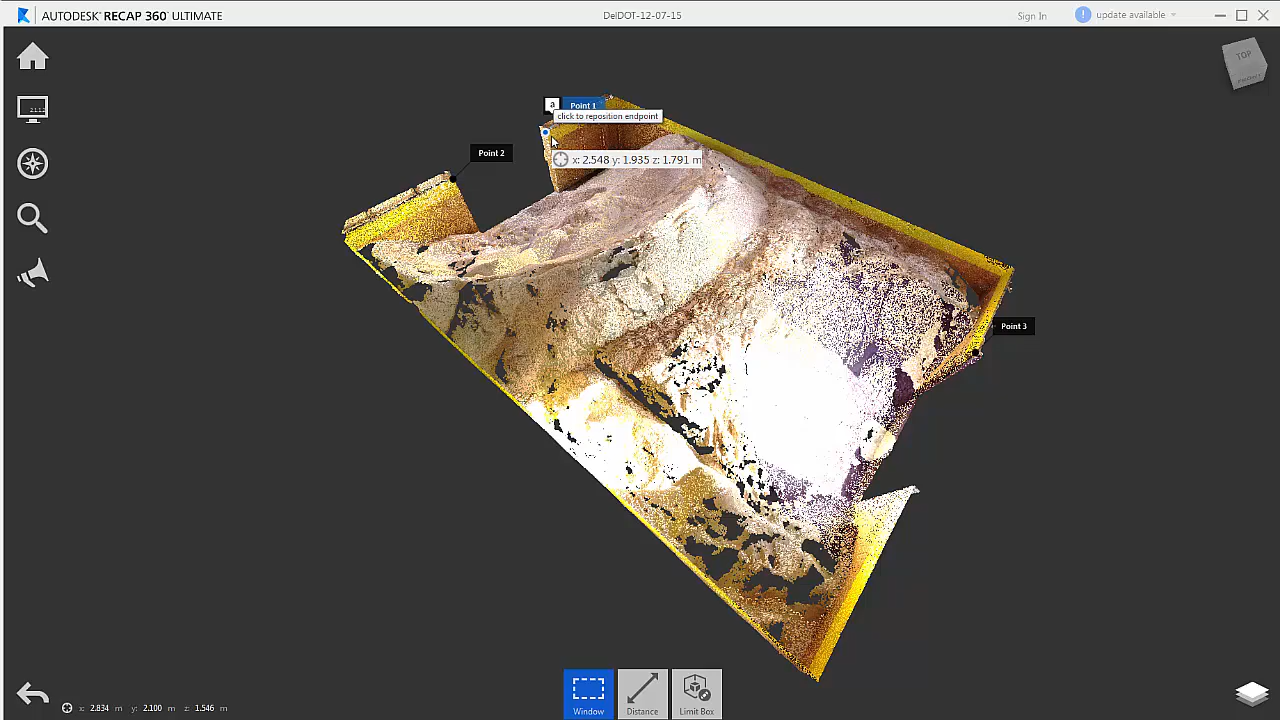 AUTODESK® RECAP 360™ ULTIMATE
DelDOT-12-07-15
Sign In
! update available
TOP
a Point 1
click to reposition endpoint
x: 2.548 y: 1.935 z: 1.791 m
Point 2
Point 3
Window
Distance
Limit Box
x: 2.834 m y: 2.100 m z: 1.546 m